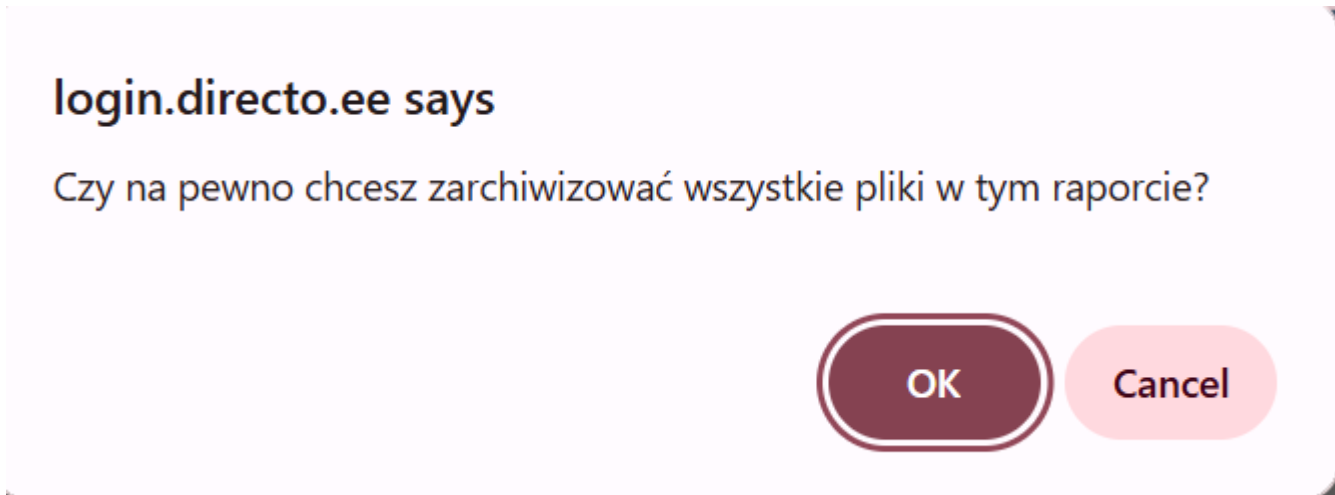 login.directo.ee says
Czy na pewno chcesz zarchiwizować wszystkie pliki w tym raporcie?
OK
Cancel